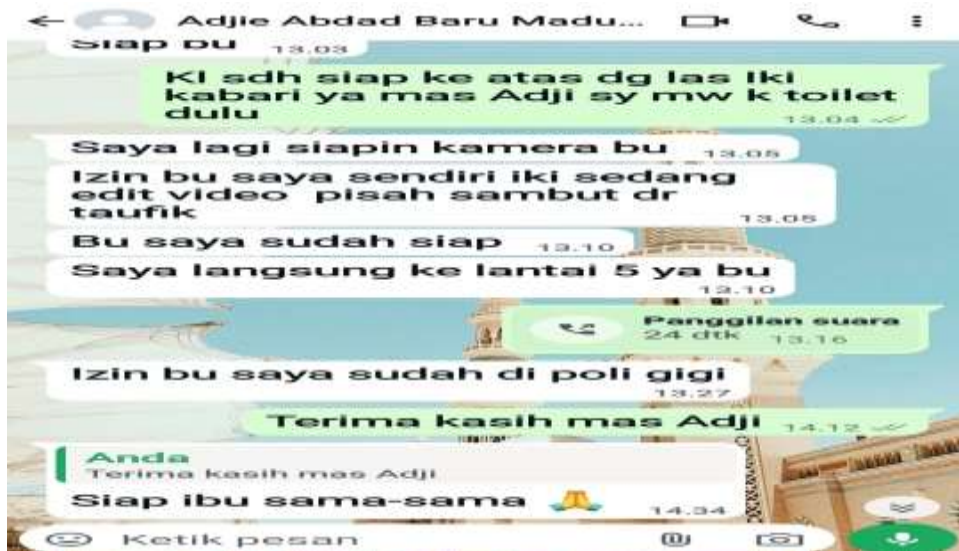 Adjie Abdad Baru Madu...
Siap bu 13.03
Kl sdh siap ke atas dg las Iki
kabari ya mas Adji sy mw k toilet
dulu 13.04
Saya lagi siapin kamera bu 13.05
Izin bu saya sendiri iki sedang
edit video pisah sambut dr
taufik 13.05
Bu saya sudah siap 13.10
Saya langsung ke lantai 5 ya bu
13.10
Panggilan suara
24 dtk 13.16
Izin bu saya sudah di poli gigi
13.27
Terima kasih mas Adji 14.12
Anda
Terima kasih mas Adji
Siap ibu sama-sama 🙏 14.34
Ketik pesan